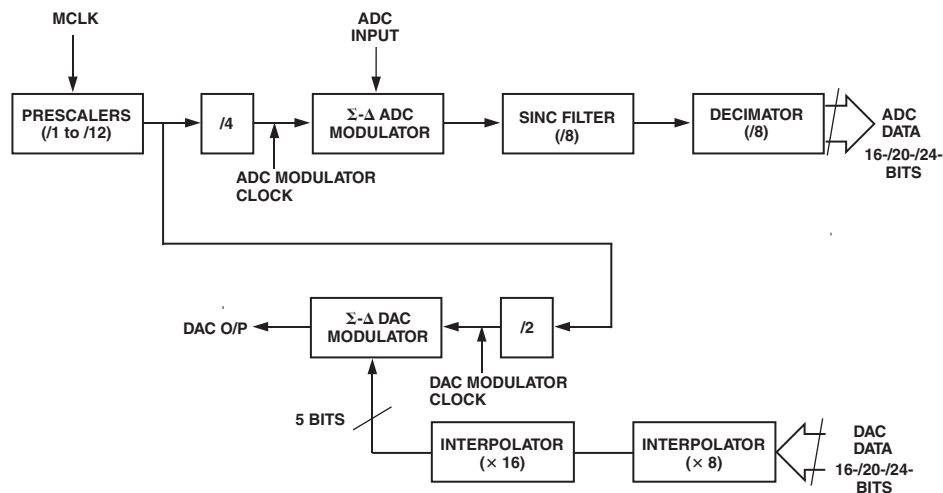 MCLK
ADC
INPUT
PRESCALERS
(/1 to /12)
/4
Σ-Δ ADC
MODULATOR
SINC FILTER
(/8)
DECIMATOR
(/8)
ADC
DATA
16-/20-/24-
BITS
ADC MODULATOR
CLOCK
DAC O/P
Σ-Δ DAC
MODULATOR
/2
DAC MODULATOR
CLOCK
5 BITS
INTERPOLATOR
(× 16)
INTERPOLATOR
(× 8)
DAC
DATA
16-/20-/24-
BITS